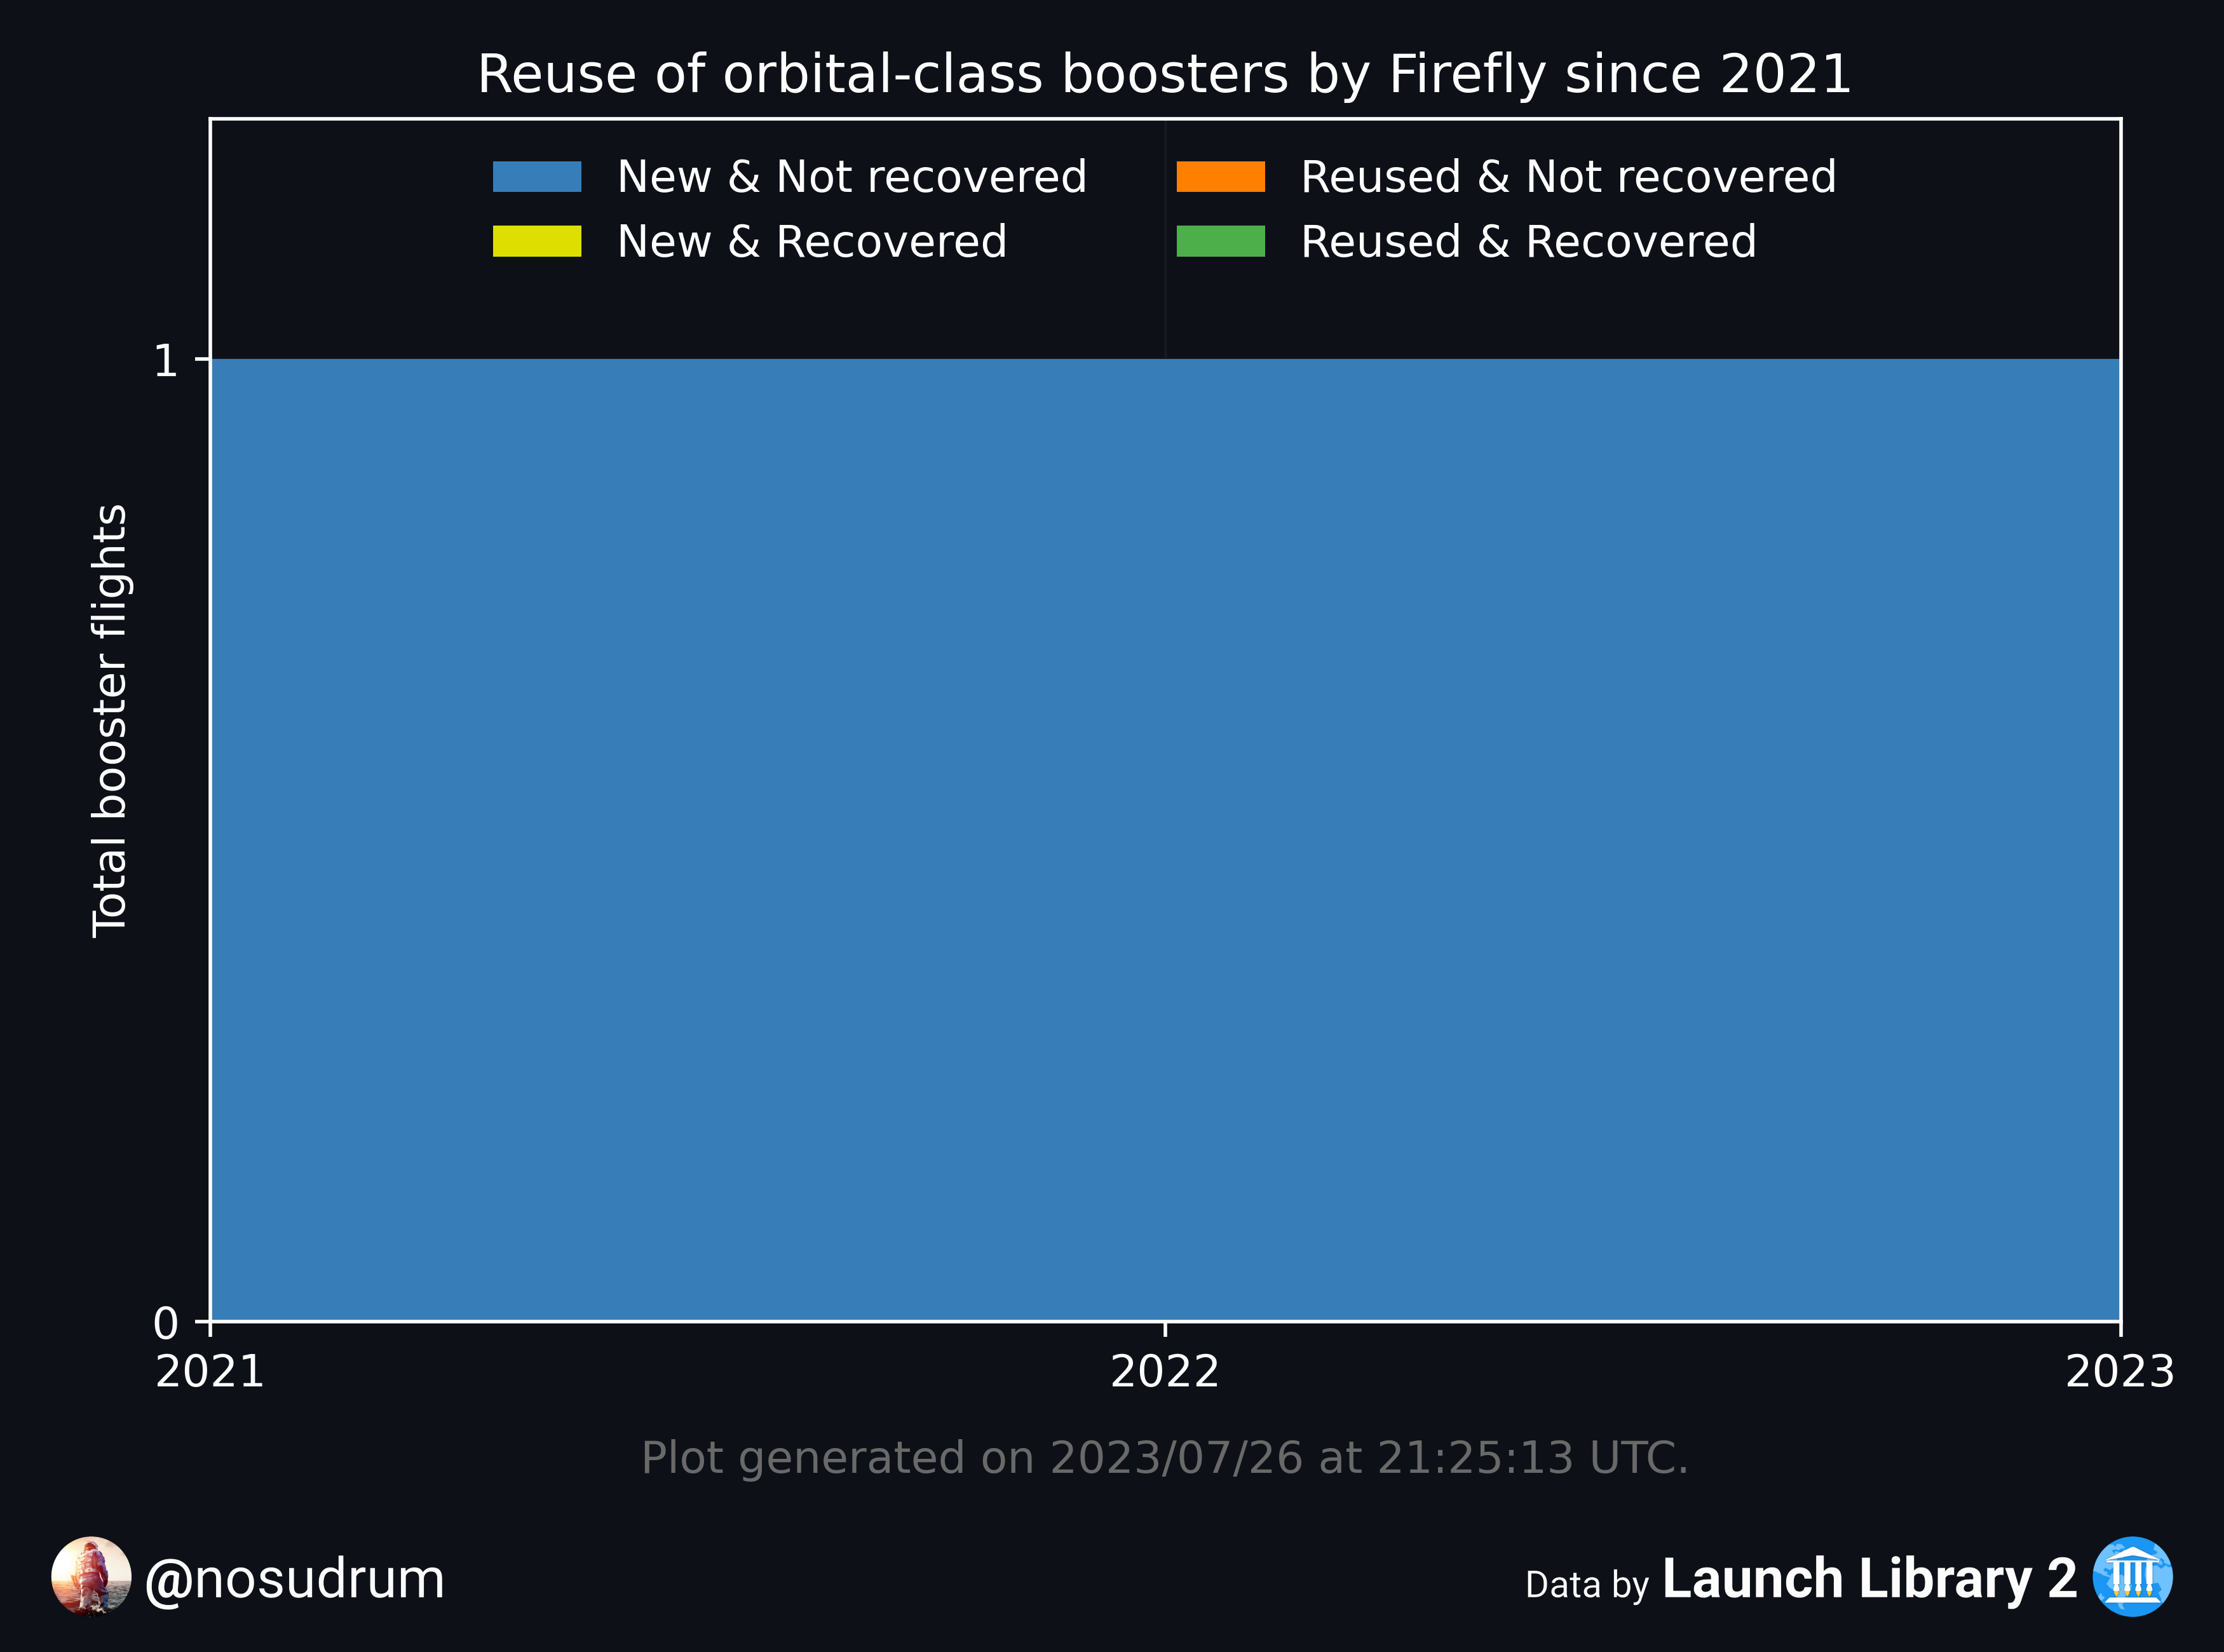 Reuse of orbital-class boosters by Firefly since 2021
New & Not recovered
New & Recovered
Reused & Not recovered
Reused & Recovered
Total booster flights
1
0
2021
2022
2023
Plot generated on 2023/07/26 at 21:25:13 UTC.
@nosudrum
Data by Launch Library 2